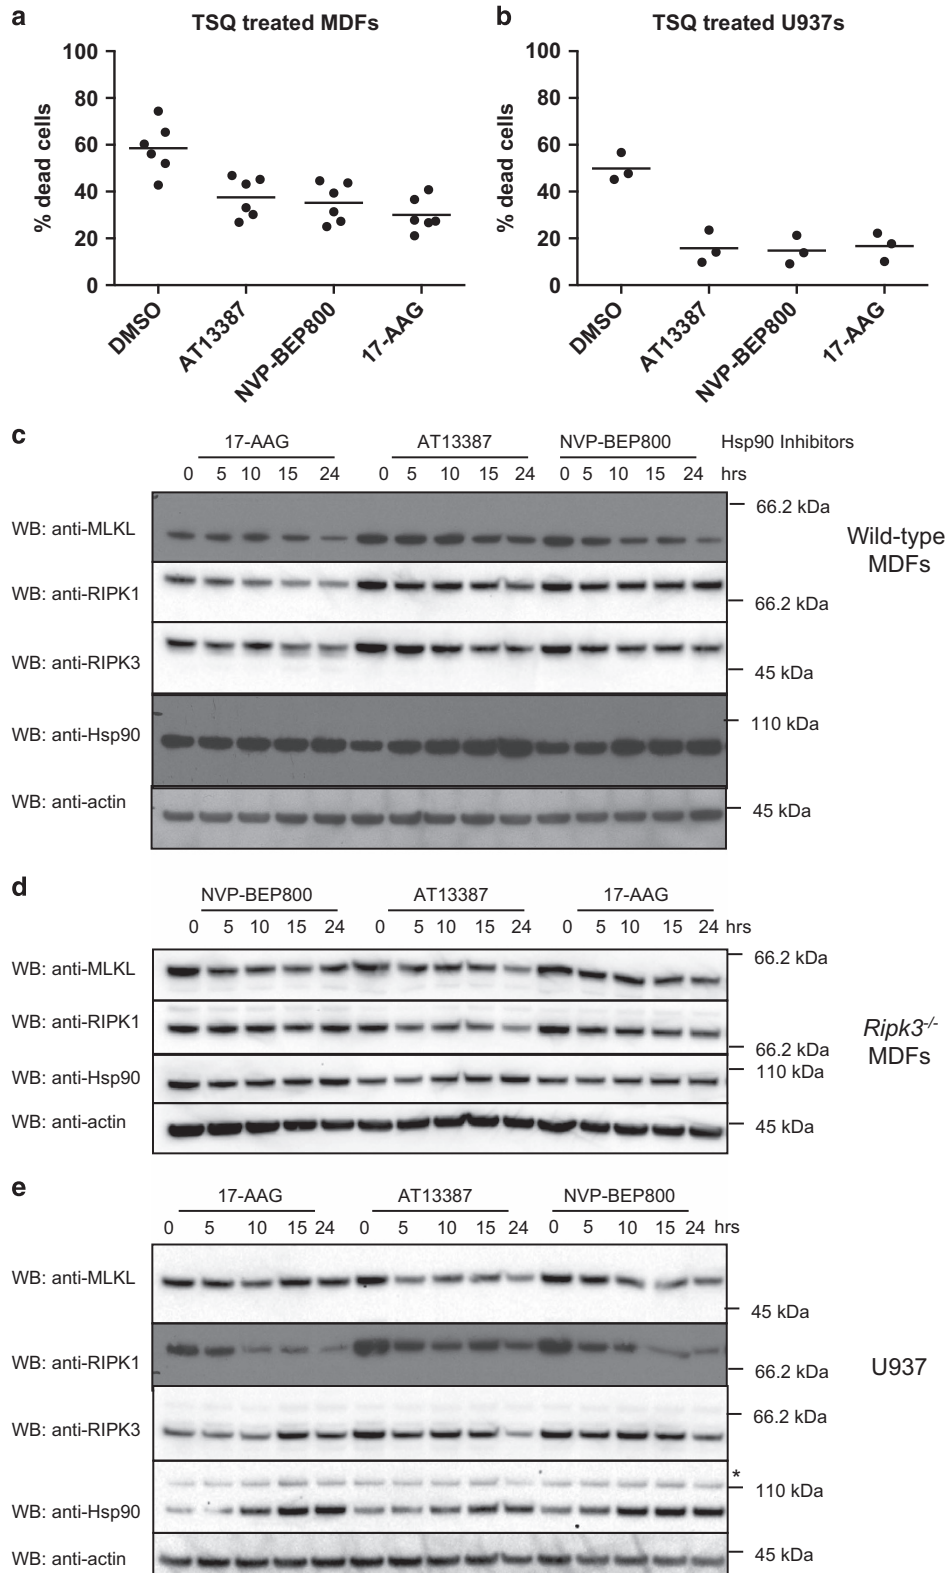 a
TSQ treated MDFs
100
80
60
40
20
0
% dead cells
DMSO
AT13387
NVP-BEP800
17-AAG
b
TSQ treated U937s
100
80
60
40
20
0
% dead cells
DMSO
AT13387
NVP-BEP800
17-AAG
c
17-AAG AT13387 NVP-BEP800 Hsp90 Inhibitors
0 5 10 15 24 0 5 10 15 24 0 5 10 15 24 hrs
66.2 kDa
WB: anti-MLKL
Wild-type
MDFs
WB: anti-RIPK1
66.2 kDa
WB: anti-RIPK3
45 kDa
110 kDa
WB: anti-Hsp90
WB: anti-actin
45 kDa
d
NVP-BEP800 AT13387 17-AAG
0 5 10 15 24 0 5 10 15 24 0 5 10 15 24 hrs
66.2 kDa
WB: anti-MLKL
WB: anti-RIPK1
Ripk3-/-
MDFs
66.2 kDa
110 kDa
WB: anti-Hsp90
WB: anti-actin
45 kDa
e
17-AAG AT13387 NVP-BEP800
0 5 10 15 24 0 5 10 15 24 0 5 10 15 24 hrs
WB: anti-MLKL
45 kDa
WB: anti-RIPK1
66.2 kDa
U937
66.2 kDa
WB: anti-RIPK3
*
110 kDa
WB: anti-Hsp90
45 kDa
WB: anti-actin